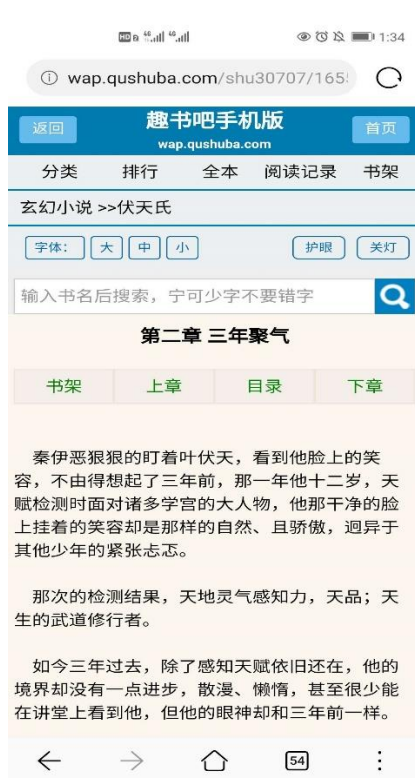 HD 46 46 1:34
wap.qushuba.com/shu30707/165
返回 趣书吧手机版 首页
wap.qushuba.com
分类 排行 全本 阅读记录 书架
玄幻小说 >>伏天氏
字体: 大 中 小 护眼 关灯
输入书名后搜索，宁可少字不要错字
第二章 三年聚气
书架 上章 目录 下章
秦伊恶狠狠的盯着叶伏天，看到他脸上的笑
容，不由得想起了三年前，那一年他十二岁，天
赋检测时面对诸多学宫的大人物，他那干净的脸
上挂着的笑容却是那样的自然、且骄傲，迥异于
其他少年的紧张忐忑。
那次的检测结果，天地灵气感知力，天品；天
生的武道修行者。
如今三年过去，除了感知天赋依旧还在，他的
境界却没有一点进步，散漫、懒惰，甚至很少能
在讲堂上看到他，但他的眼神却和三年前一样。
54